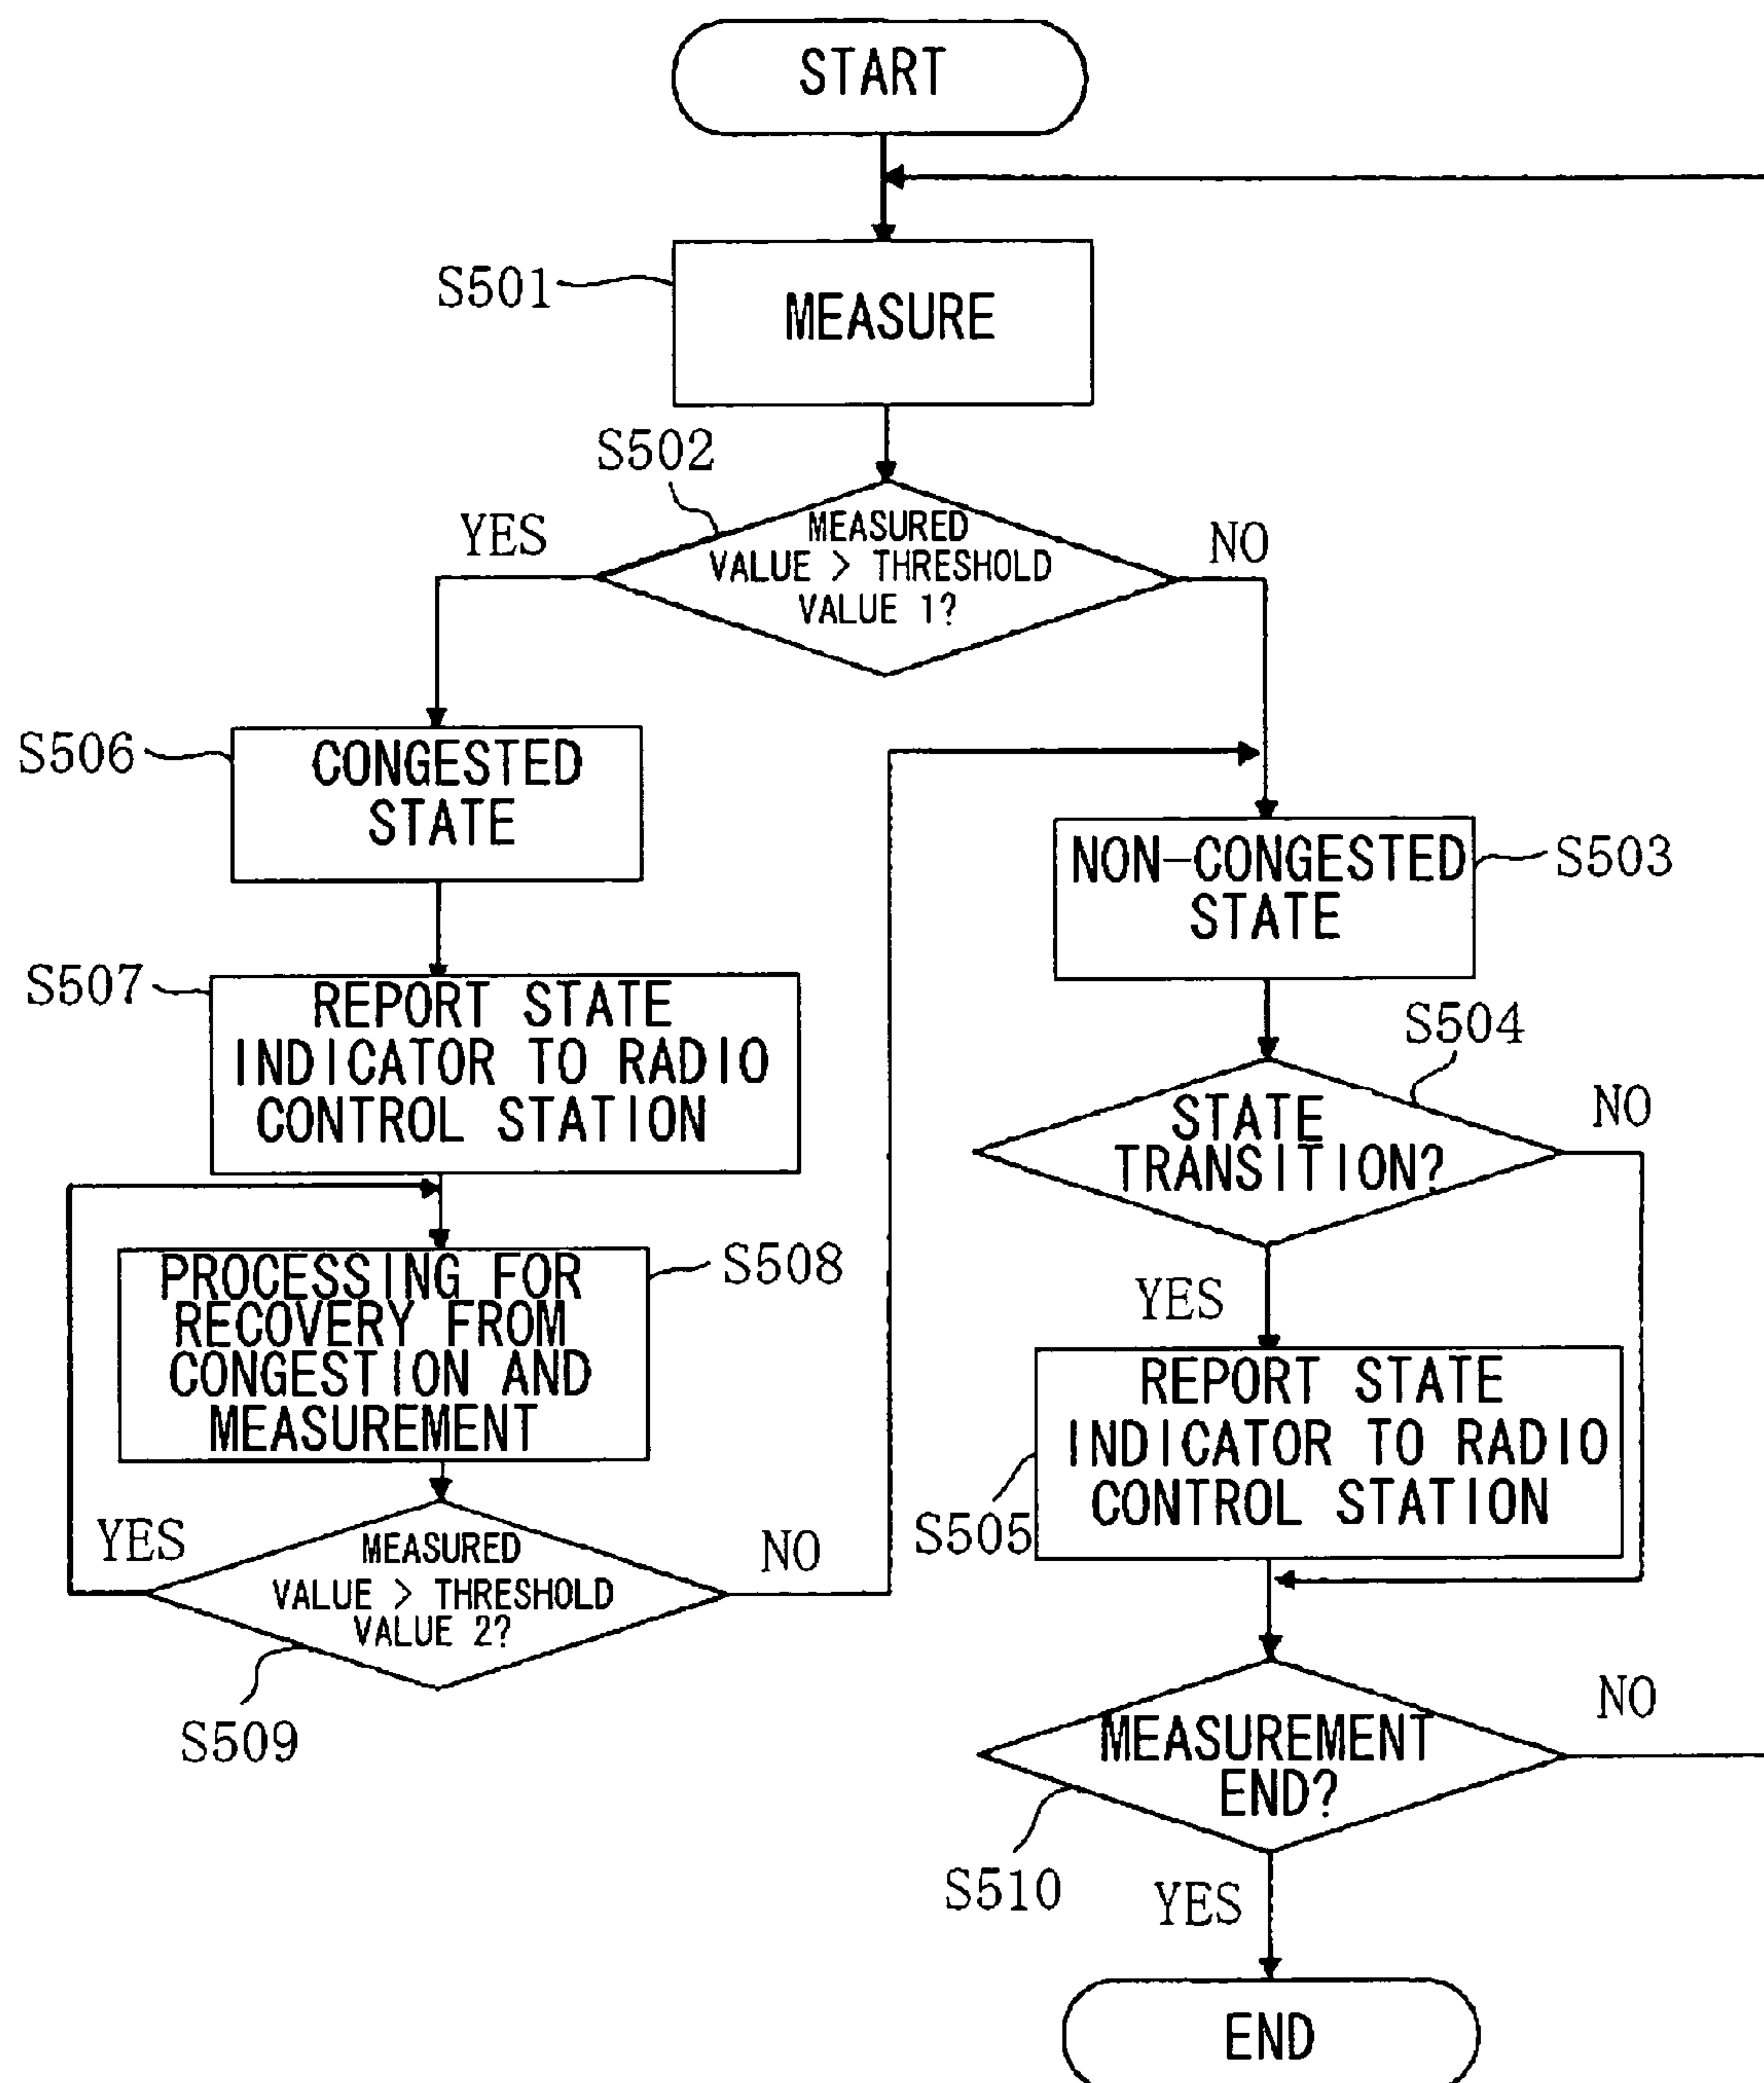 START
S501
MEASURE
S502
YES
MEASURED
VALUE > THRESHOLD
VALUE 1?
NO
S506
CONGESTED
STATE
NON-CONGESTED
STATE
S503
S507
REPORT STATE
INDICATOR TO RADIO
CONTROL STATION
S504
STATE
TRANSITION?
NO
PROCESSING FOR
RECOVERY FROM
CONGESTION AND
MEASUREMENT
S508
YES
REPORT STATE
INDICATOR TO RADIO
CONTROL STATION
S505
YES
MEASURED
VALUE > THRESHOLD
VALUE 2?
NO
S509
MEASUREMENT
END?
NO
S510
YES
END